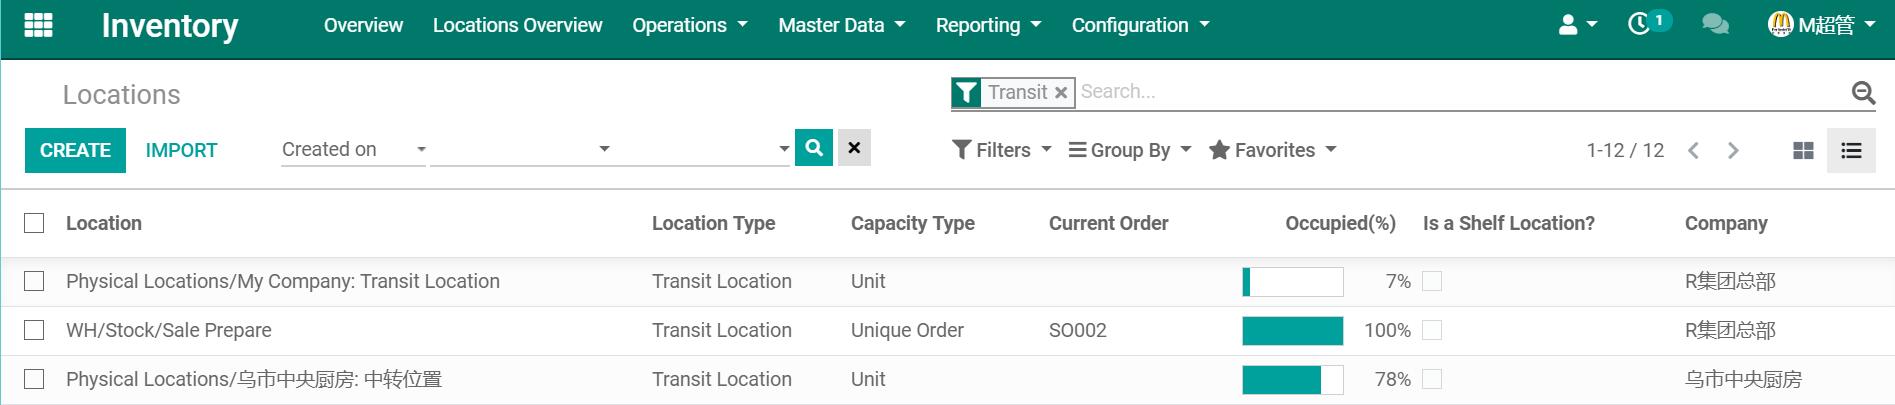 Inventory Overview Locations Overview Operations Master Data Reporting Configuration 1 M超管
Locations Transit Search...
CREATE IMPORT Created on Filters Group By Favorites 1-12 / 12
Location Location Type Capacity Type Current Order Occupied(%) Is a Shelf Location? Company
Physical Locations/My Company: Transit Location Transit Location Unit 7% R集团总部
WH/Stock/Sale Prepare Transit Location Unique Order SO002 100% R集团总部
Physical Locations/乌市中央厨房: 中转位置 Transit Location Unit 78% 乌市中央厨房